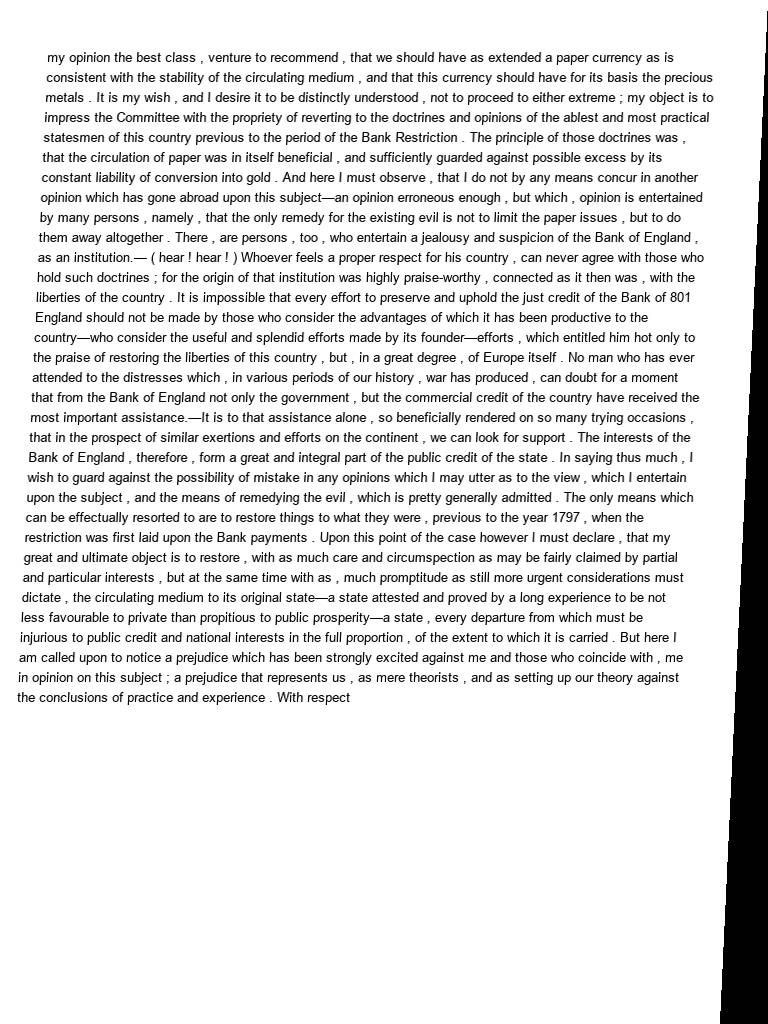 my opinion the best class , venture to recommend , that we should have as extended a paper currency as is
consistent with the stability of the circulating medium , and that this currency should have for its basis the precious
metals . It is my wish , and I desire it to be distinctly understood , not to proceed to either extreme ; my object is to
impress the Committee with the propriety of reverting to the doctrines and opinions of the ablest and most practical
statesmen of this country previous to the period of the Bank Restriction . The principle of those doctrines was ,
that the circulation of paper was in itself beneficial , and sufficiently guarded against possible excess by its
constant liability of conversion into gold . And here I must observe , that I do not by any means concur in another
opinion which has gone abroad upon this subject—an opinion erroneous enough , but which , opinion is entertained
by many persons , namely , that the only remedy for the existing evil is not to limit the paper issues , but to do
them away altogether . There , are persons , too , who entertain a jealousy and suspicion of the Bank of England ,
as an institution.— ( hear ! hear ! ) Whoever feels a proper respect for his country , can never agree with those who
hold such doctrines ; for the origin of that institution was highly praise-worthy , connected as it then was , with the
liberties of the country . It is impossible that every effort to preserve and uphold the just credit of the Bank of 801
England should not be made by those who consider the advantages of which it has been productive to the
country—who consider the useful and splendid efforts made by its founder—efforts , which entitled him hot only to
the praise of restoring the liberties of this country , but , in a great degree , of Europe itself . No man who has ever
attended to the distresses which , in various periods of our history , war has produced , can doubt for a moment
that from the Bank of England not only the government , but the commercial credit of the country have received the
most important assistance.—It is to that assistance alone , so beneficially rendered on so many trying occasions ,
that in the prospect of similar exertions and efforts on the continent , we can look for support . The interests of the
Bank of England , therefore , form a great and integral part of the public credit of the state . In saying thus much , I
wish to guard against the possibility of mistake in any opinions which I may utter as to the view , which I entertain
upon the subject , and the means of remedying the evil , which is pretty generally admitted . The only means which
can be effectually resorted to are to restore things to what they were , previous to the year 1797 , when the
restriction was first laid upon the Bank payments . Upon this point of the case however I must declare , that my
great and ultimate object is to restore , with as much care and circumspection as may be fairly claimed by partial
and particular interests , but at the same time with as , much promptitude as still more urgent considerations must
dictate , the circulating medium to its original state—a state attested and proved by a long experience to be not
less favourable to private than propitious to public prosperity—a state , every departure from which must be
injurious to public credit and national interests in the full proportion , of the extent to which it is carried . But here I
am called upon to notice a prejudice which has been strongly excited against me and those who coincide with , me
in opinion on this subject ; a prejudice that represents us , as mere theorists , and as setting up our theory against
the conclusions of practice and experience . With respect